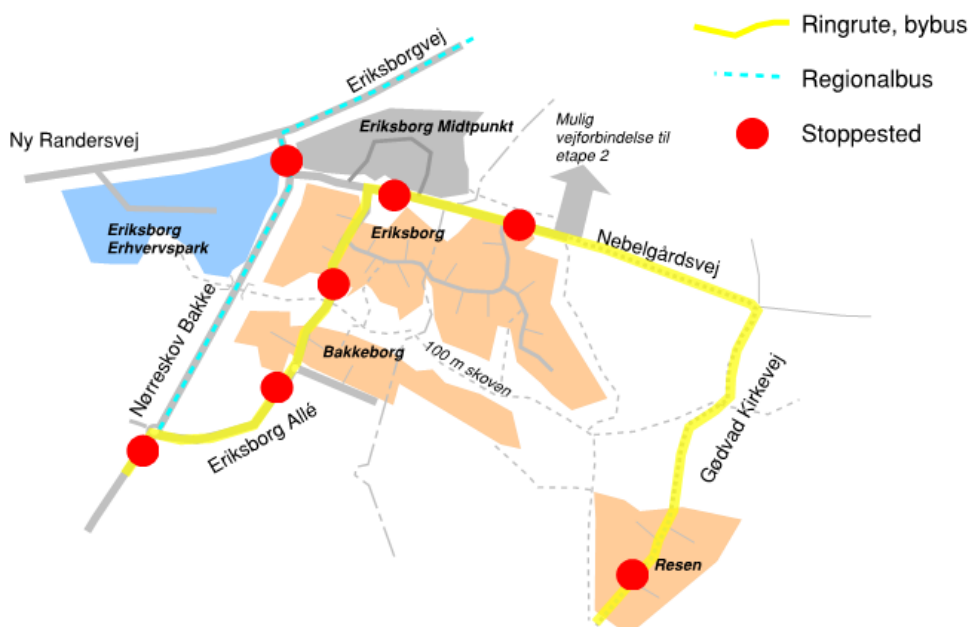 Ringrute, bybus
Regionalbus
Stoppested
Eriksborgvej
Ny Randersvej
Eriksborg Midtpunkt
Mulig
vejforbindelse til
etape 2
Eriksborg
Erhvervspark
Eriksborg
Nebelgårdsvej
Nørreskov Bakke
Bakkeborg
100 m skoven
Eriksborg Allé
Gødvad Kirkevej
Resen